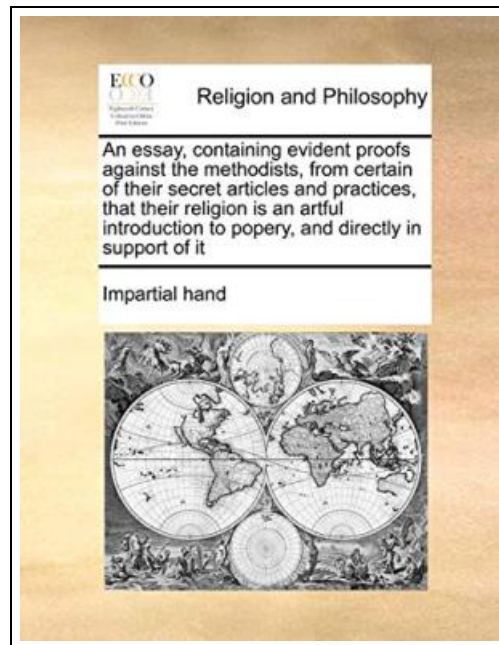 ECCO
Religion and Philosophy
An essay, containing evident proofs
against the methodists, from certain
of their secret articles and practices,
that their religion is an artful
introduction to popery, and directly in
support of it
Impartial hand